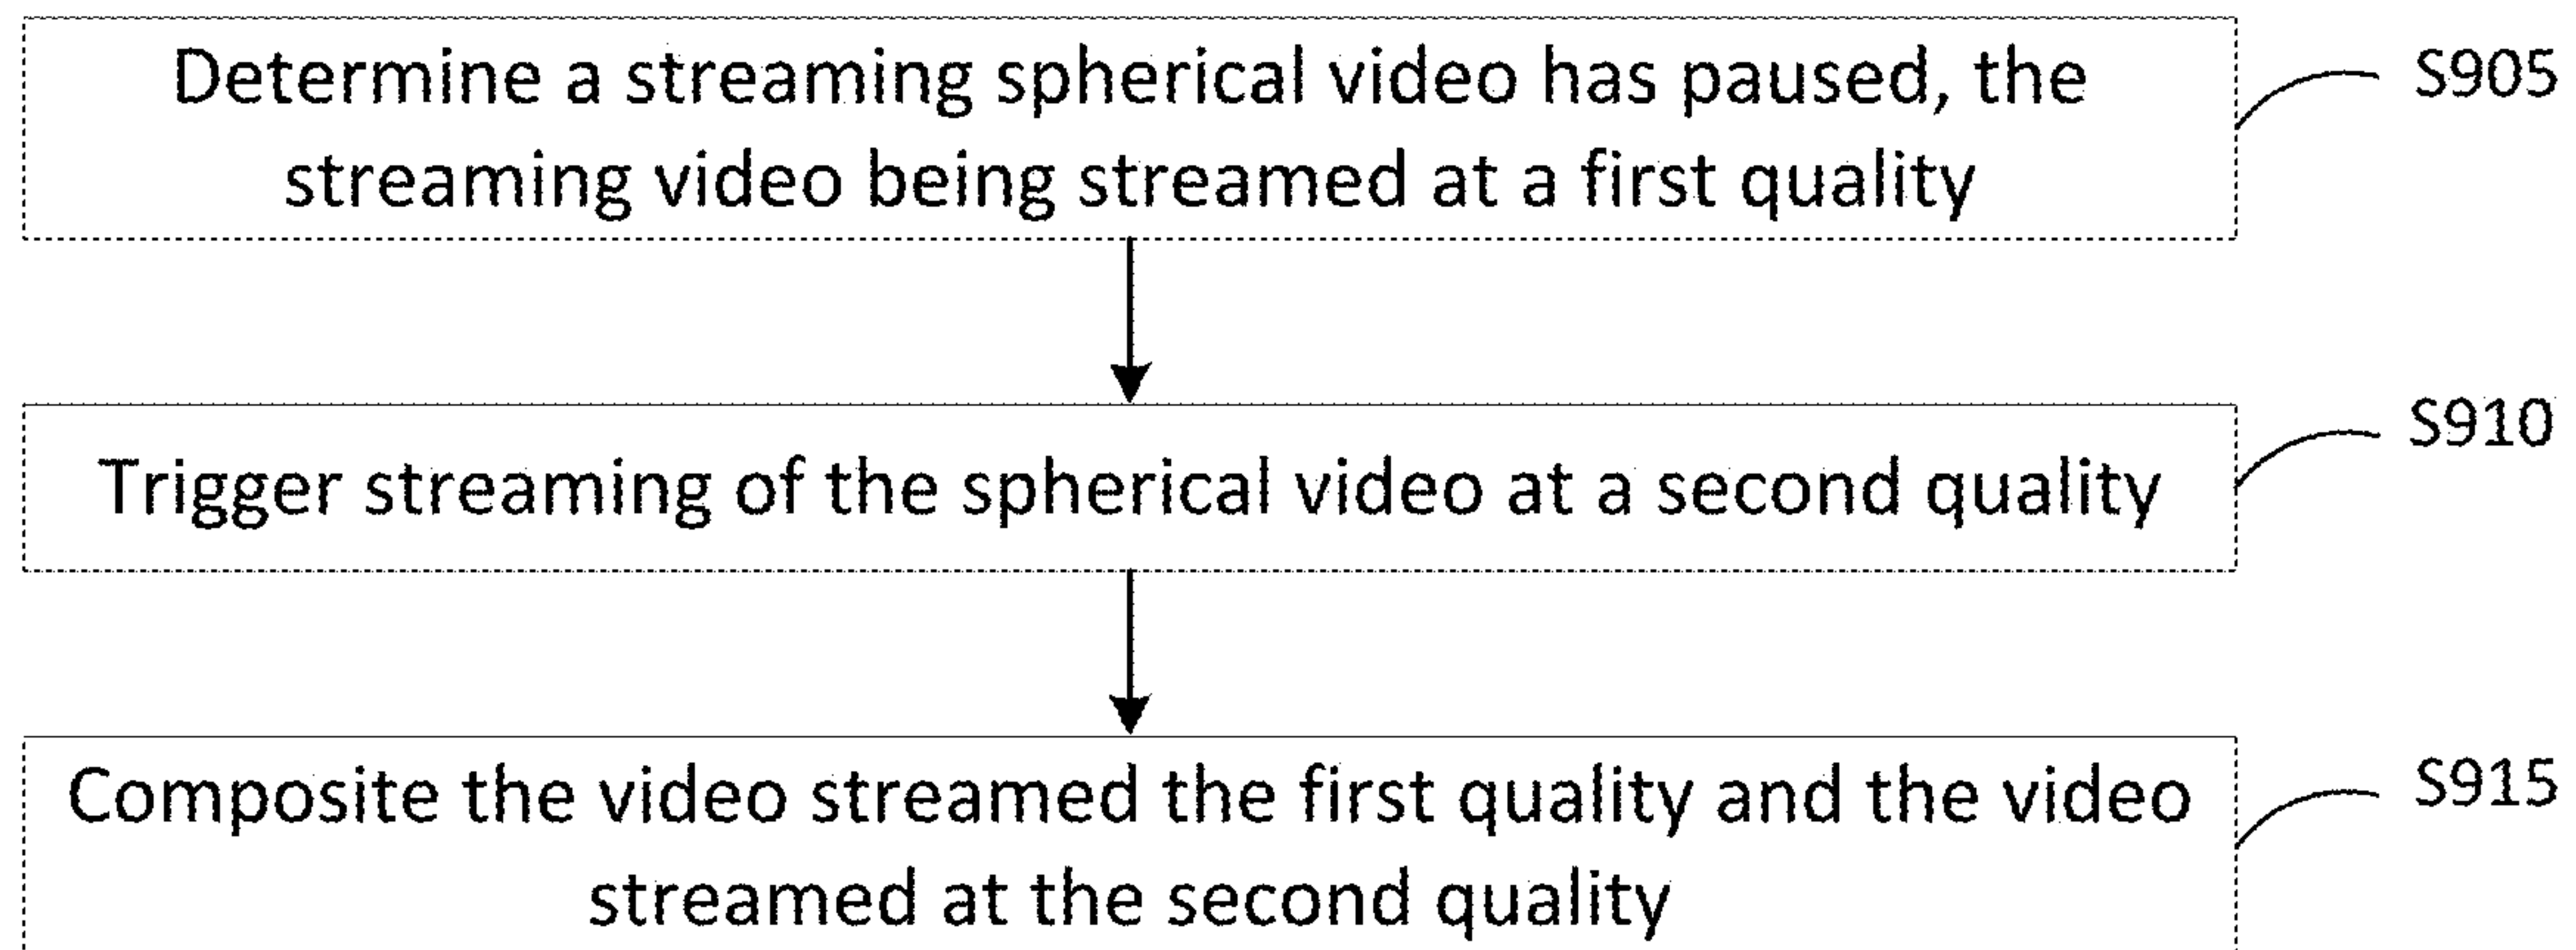 Determine a streaming spherical video has paused, the
streaming video being streamed at a first quality
S905
Trigger streaming of the spherical video at a second quality
S910
Composite the video streamed the first quality and the video
streamed at the second quality
S915